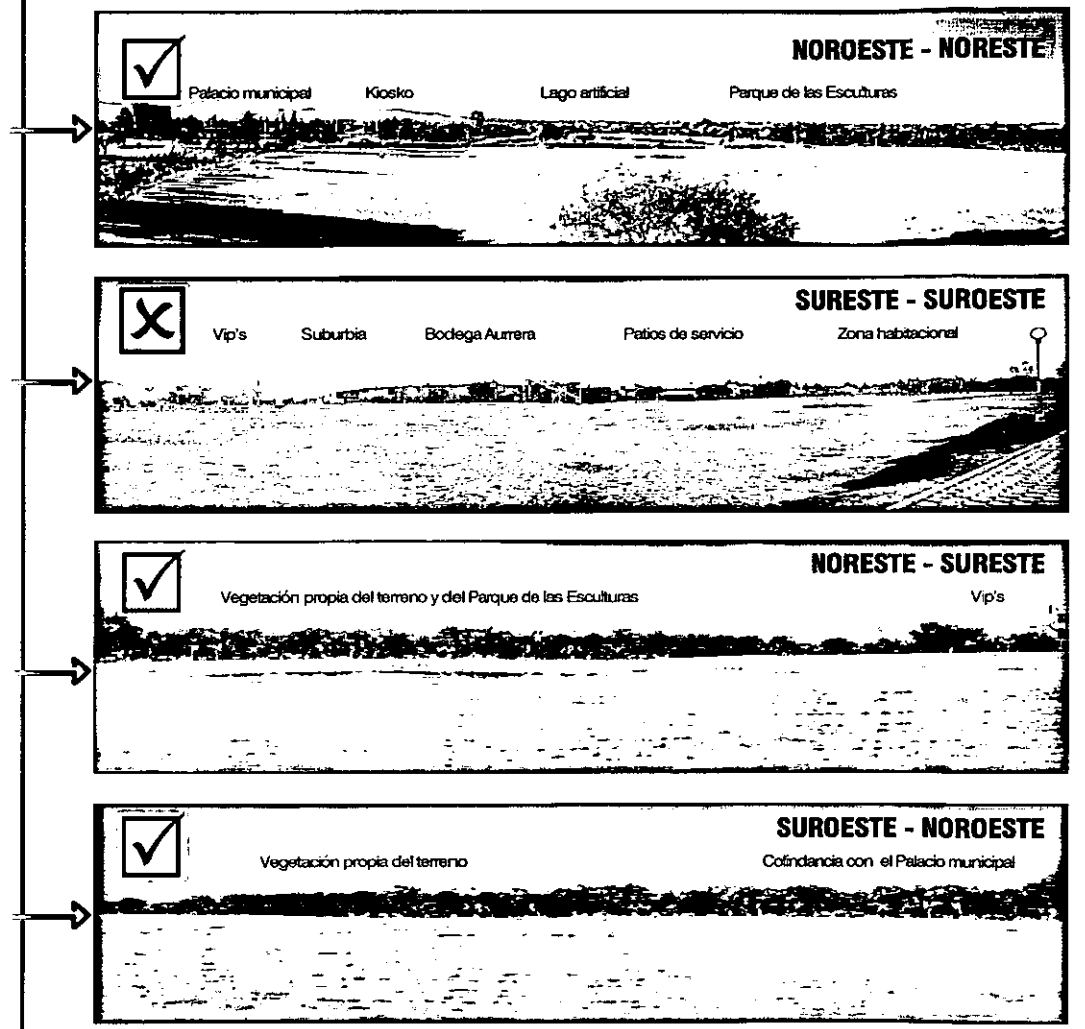 NOROESTE - NORESTE
Palacio municipal Kiosko Lago artificial Parque de las Esculturas
SURESTE - SUROESTE
Vip's Suburbia Bodega Aurrera Patios de servicio Zona habitacional
NORESTE - SURESTE
Vegetación propia del terreno y del Parque de las Esculturas Vip's
SUROESTE - NOROESTE
Vegetación propia del terreno Colindancia con el Palacio municipal